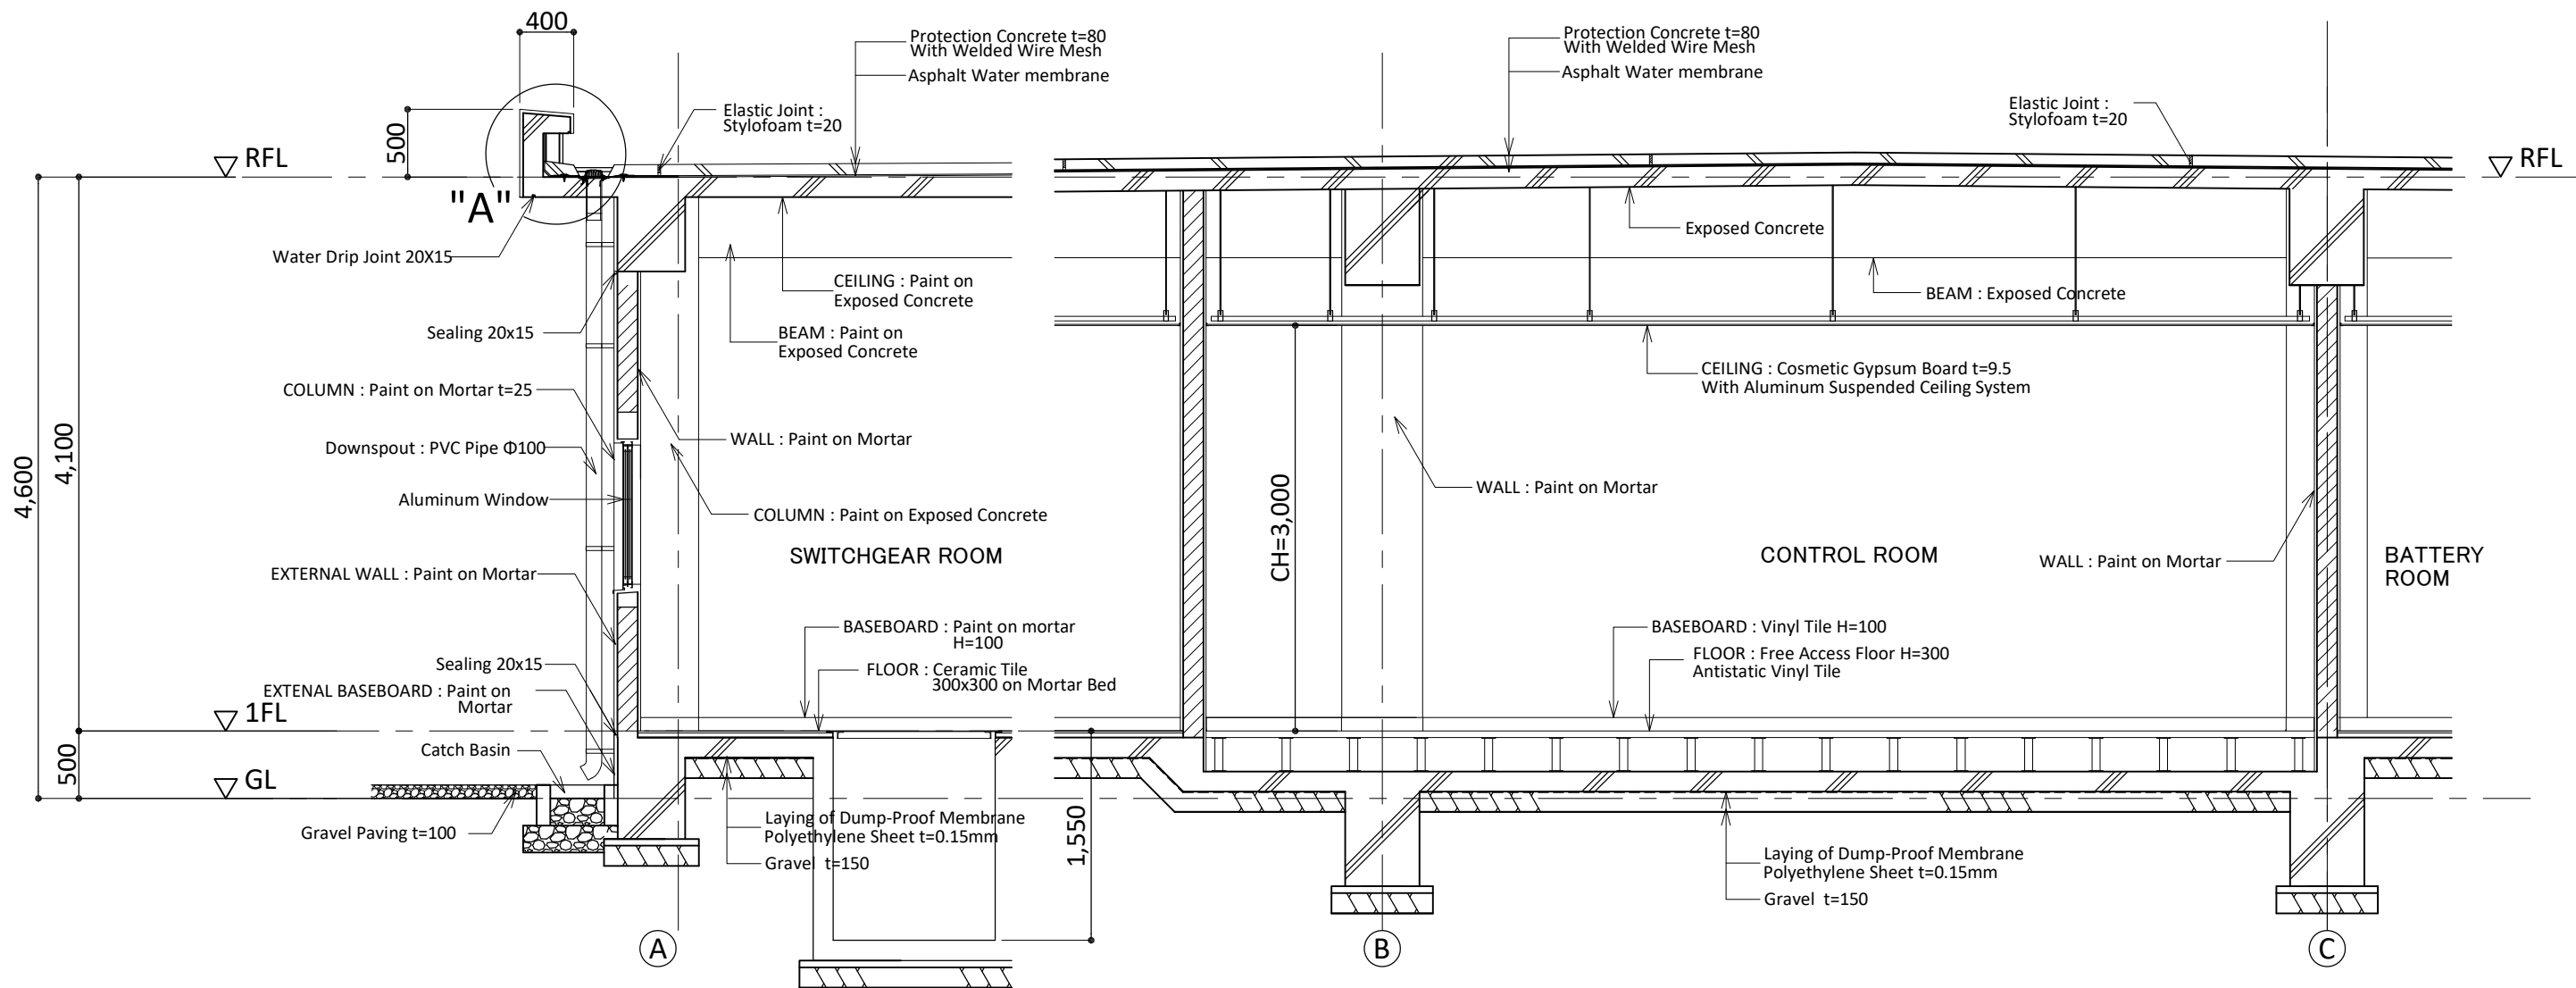 400
Protection Concrete t=80
With Welded Wire Mesh
Asphalt Water membrane
Protection Concrete t=80
With Welded Wire Mesh
Asphalt Water membrane
Elastic Joint :
Stylofoam t=20
Elastic Joint :
Stylofoam t=20
500
RFL
RFL
"A"
Water Drip Joint 20X15
Exposed Concrete
CEILING : Paint on
Exposed Concrete
BEAM : Exposed Concrete
Sealing 20x15
BEAM : Paint on
Exposed Concrete
CEILING : Cosmetic Gypsum Board t=9.5
With Aluminum Suspended Ceiling System
COLUMN : Paint on Mortar t=25
WALL : Paint on Mortar
Downspout : PVC Pipe Φ100
4,600
4,100
WALL : Paint on Mortar
Aluminum Window
COLUMN : Paint on Exposed Concrete
CH=3,000
SWITCHGEAR ROOM
CONTROL ROOM
WALL : Paint on Mortar
BATTERY
ROOM
EXTERNAL WALL : Paint on Mortar
BASEBOARD : Paint on mortar
H=100
BASEBOARD : Vinyl Tile H=100
Sealing 20x15
FLOOR : Ceramic Tile
300x300 on Mortar Bed
FLOOR : Free Access Floor H=300
Antistatic Vinyl Tile
EXTENAL BASEBOARD : Paint on
Mortar
1FL
Catch Basin
500
GL
Gravel Paving t=100
Laying of Dump-Proof Membrane
Polyethylene Sheet t=0.15mm
Gravel t=150
1,550
Laying of Dump-Proof Membrane
Polyethylene Sheet t=0.15mm
Gravel t=150
A
B
C